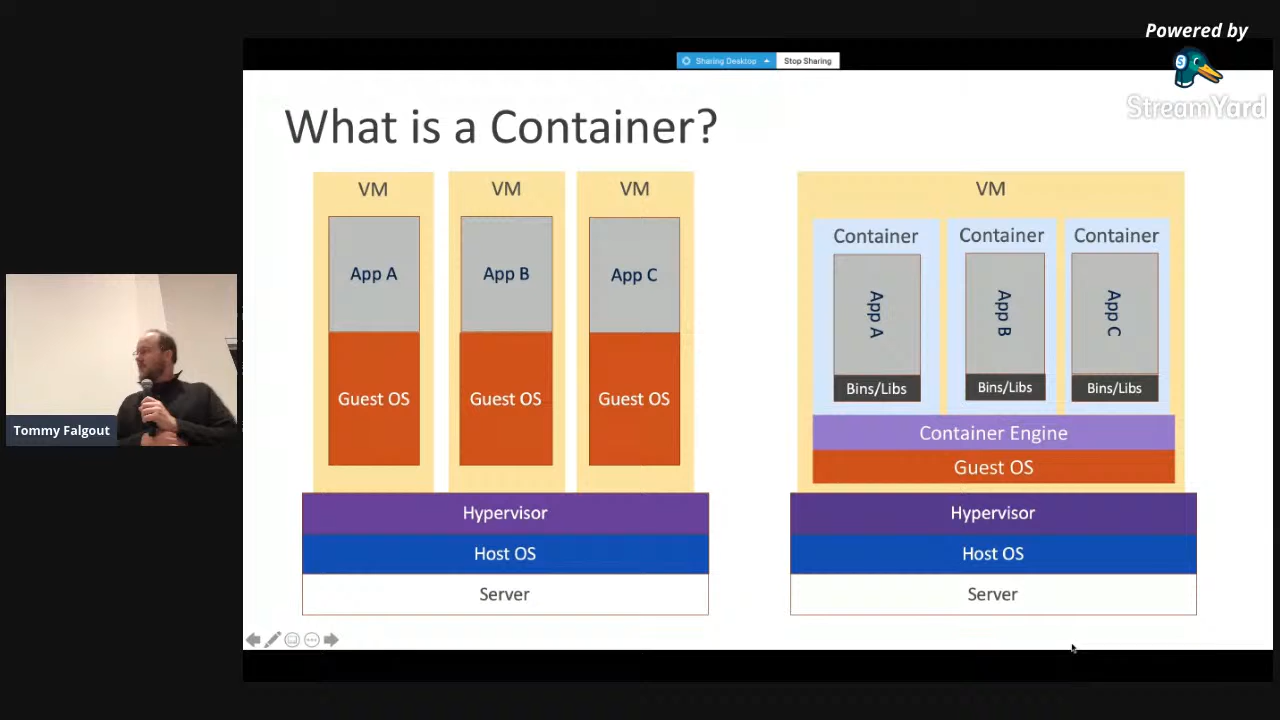 Powered by
StreamYard
Sharing Desktop
Stop Sharing
What is a Container?
VM
VM
VM
App A
App B
App C
Guest OS
Guest OS
Guest OS
Hypervisor
Host OS
Server
VM
Container
Container
Container
App A
App B
App C
Bins/Libs
Bins/Libs
Bins/Libs
Container Engine
Guest OS
Hypervisor
Host OS
Server
Tommy Falgout